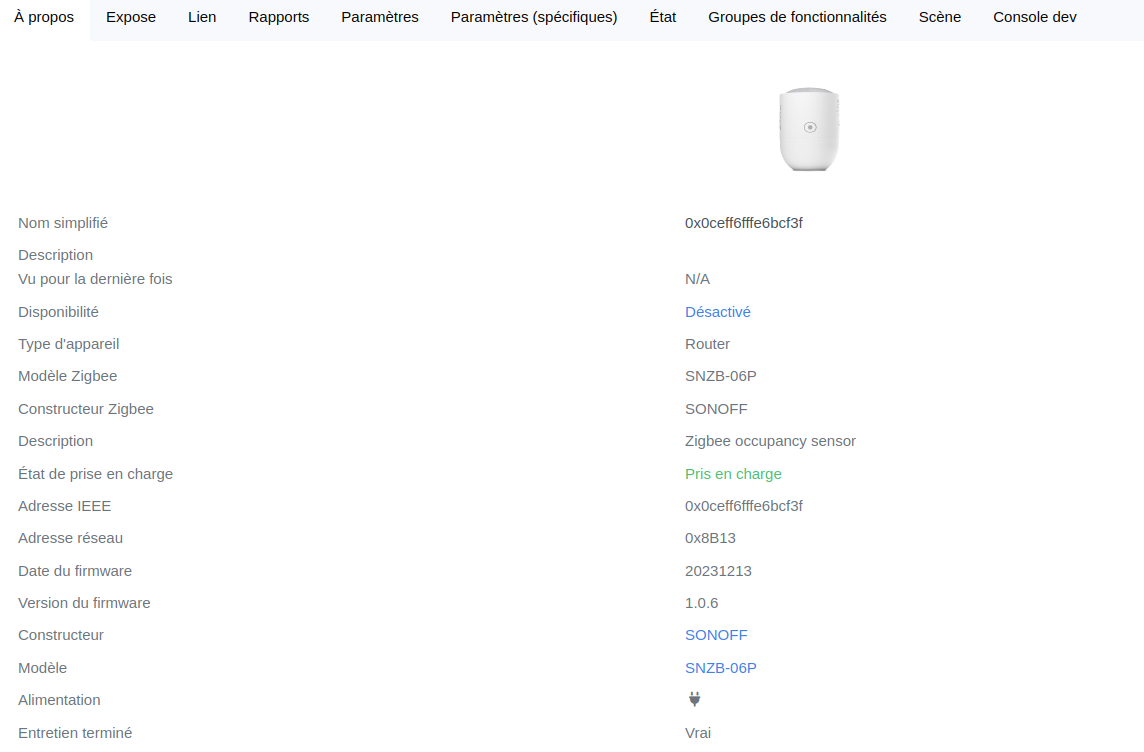 À propos Expose Lien Rapports Paramètres Paramètres (spécifiques) État Groupes de fonctionnalités Scène Console dev
Nom simplifié 0x0ceff6fffe6bcf3f
Description
Vu pour la dernière fois N/A
Disponibilité Désactivé
Type d'appareil Router
Modèle Zigbee SNZB-06P
Constructeur Zigbee SONOFF
Description Zigbee occupancy sensor
État de prise en charge Pris en charge
Adresse IEEE 0x0ceff6fffe6bcf3f
Adresse réseau 0x8B13
Date du firmware 20231213
Version du firmware 1.0.6
Constructeur SONOFF
Modèle SNZB-06P
Alimentation
Entretien terminé Vrai